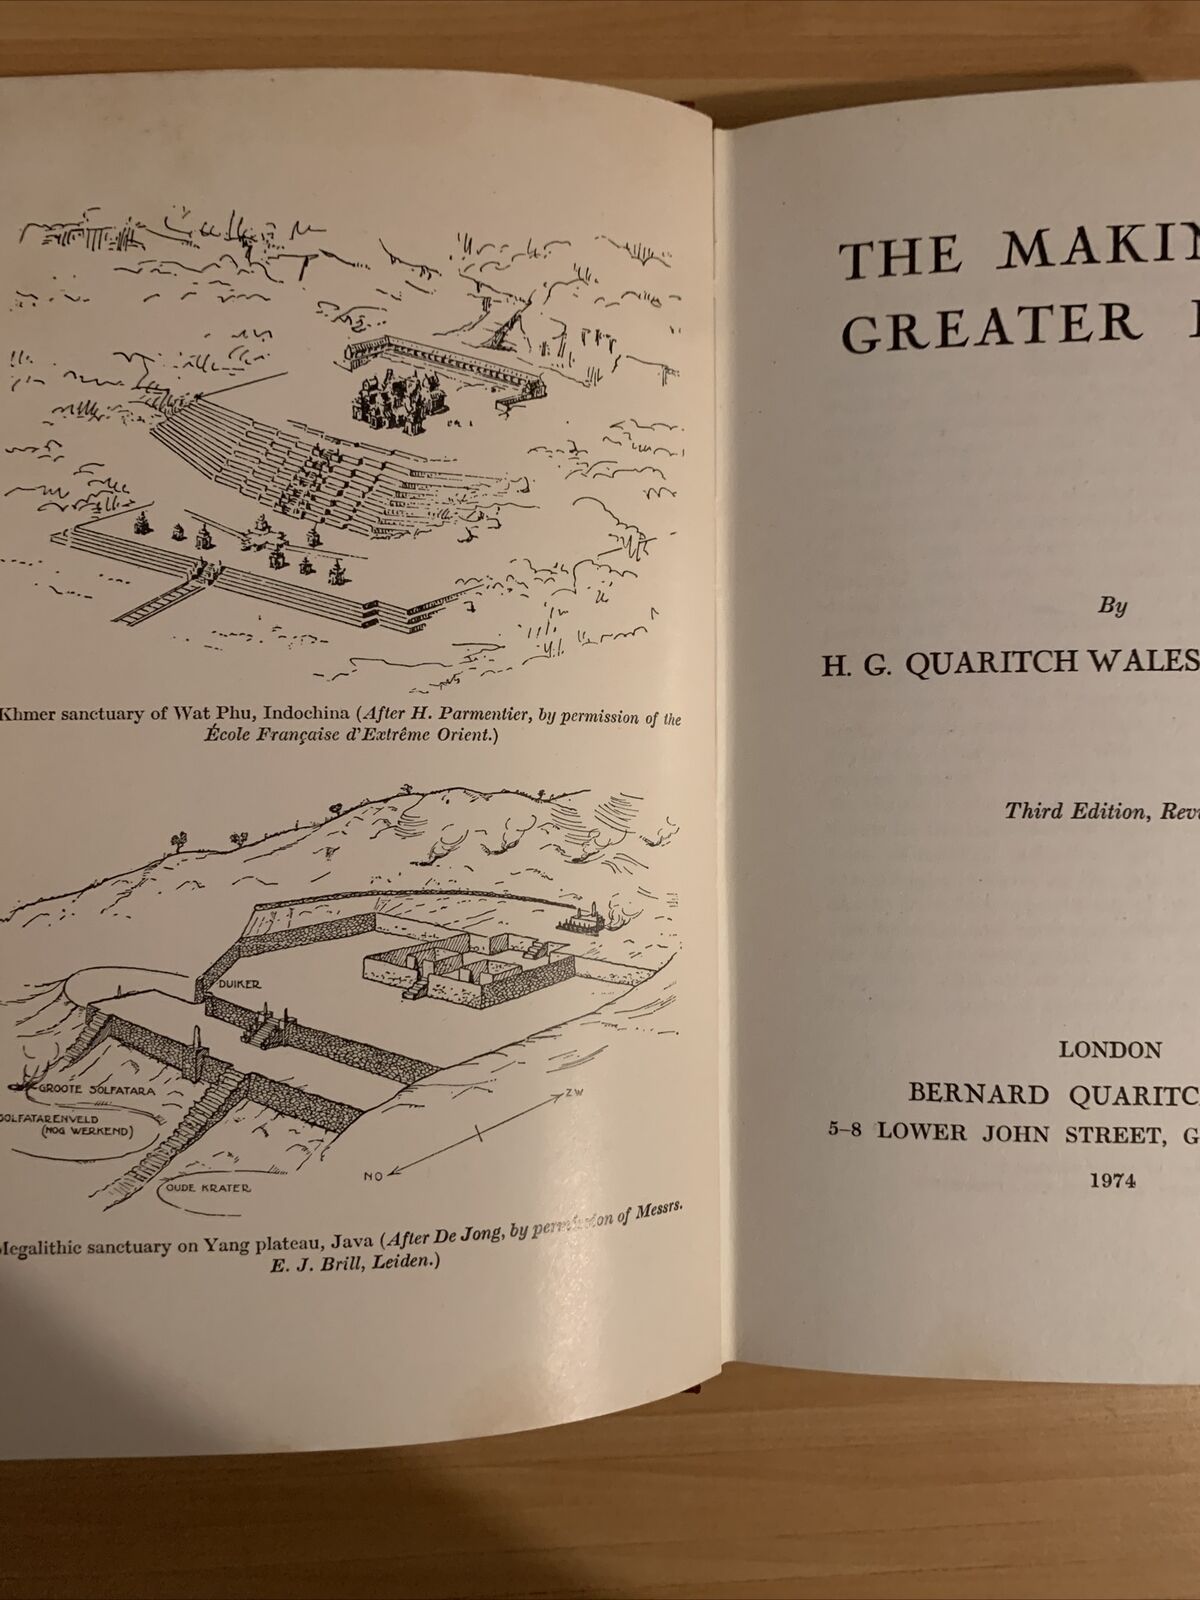 Khmer sanctuary of Wat Phu, Indochina (After H. Parmentier, by permission of the
École Française d'Extrême Orient.)
DUIKER
GROOTE SOLFATARA
SOLFATARENVELD
(NOG WERKEND)
ZW
NO
OUDE KRATER
Megalithic sanctuary on Yang plateau, Java (After De Jong, by permission of Messrs.
E. J. Brill, Leiden.)
THE MAKIN
GREATER
By
H. G. QUARITCH WALES
Third Edition, Rev
LONDON
BERNARD QUARITC
5–8 LOWER JOHN STREET, G
1974